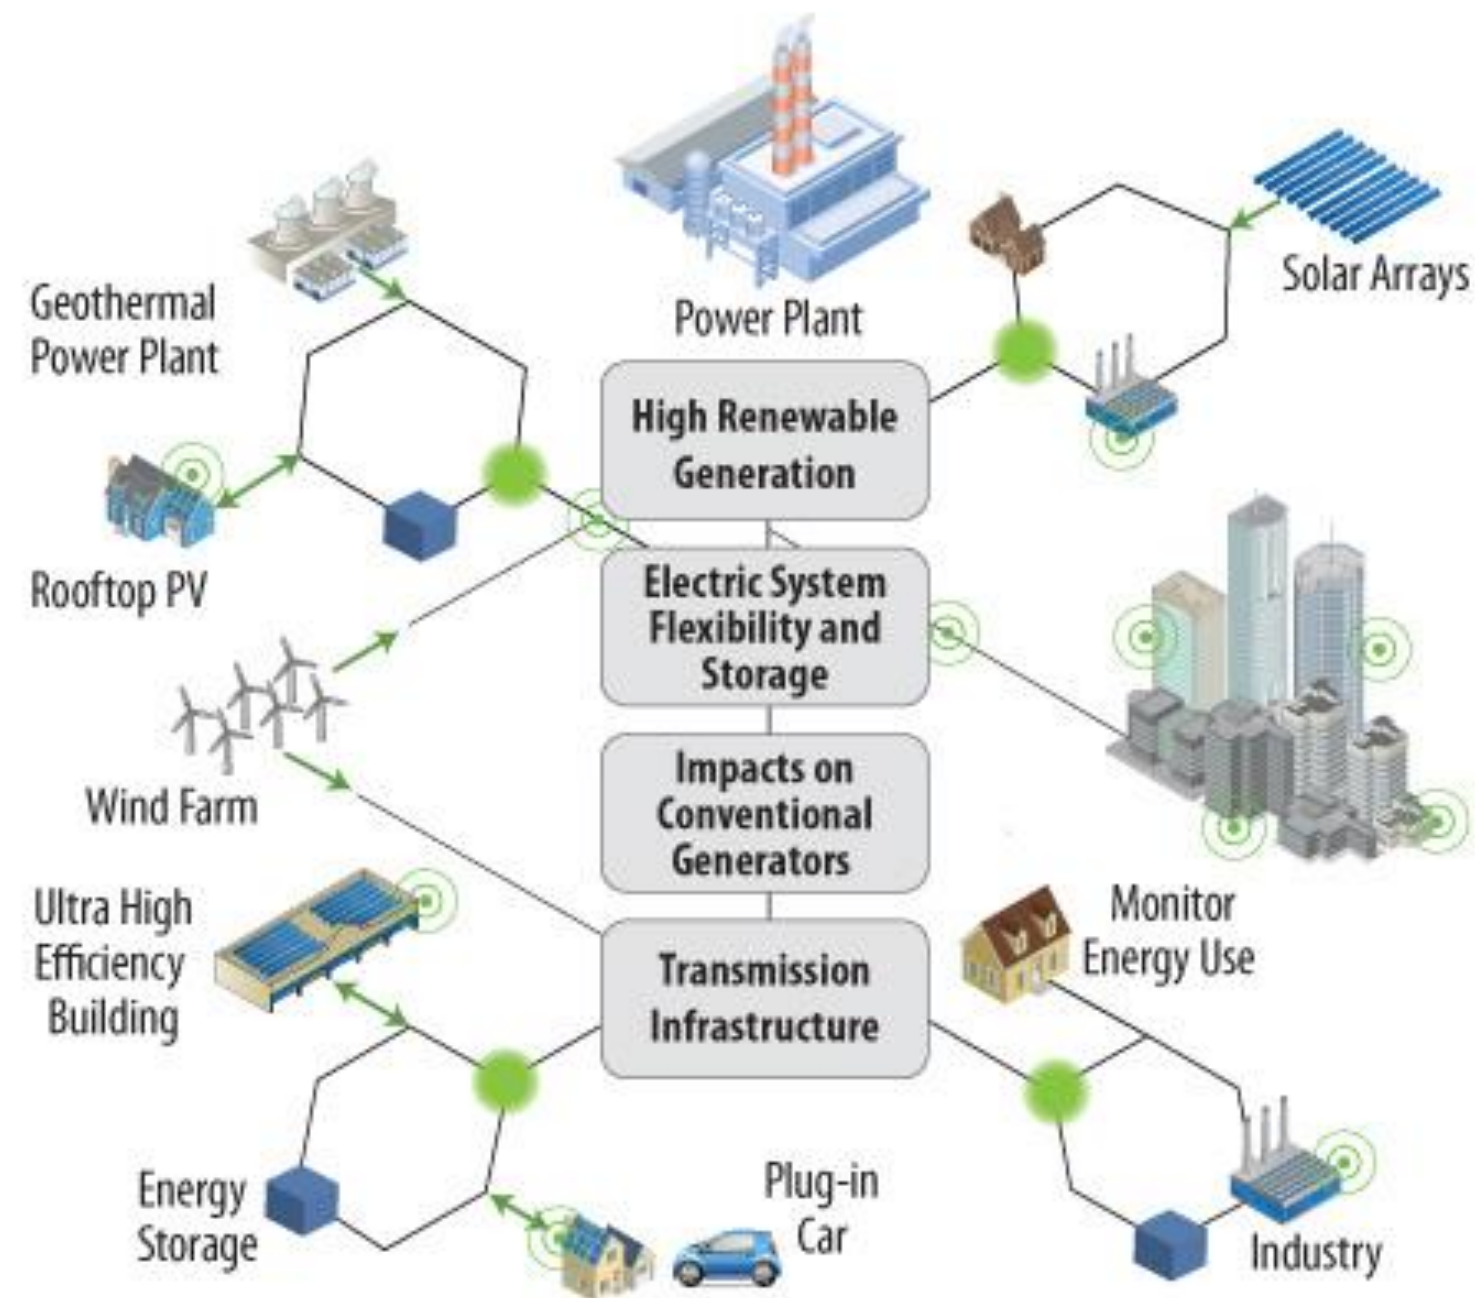 Geothermal
Power Plant
Power Plant
Solar Arrays
High Renewable
Generation
Rooftop PV
Electric System
Flexibility and
Storage
Wind Farm
Impacts on
Conventional
Generators
Ultra High
Efficiency
Building
Transmission
Infrastructure
Monitor
Energy Use
Energy
Storage
Plug-in
Car
Industry